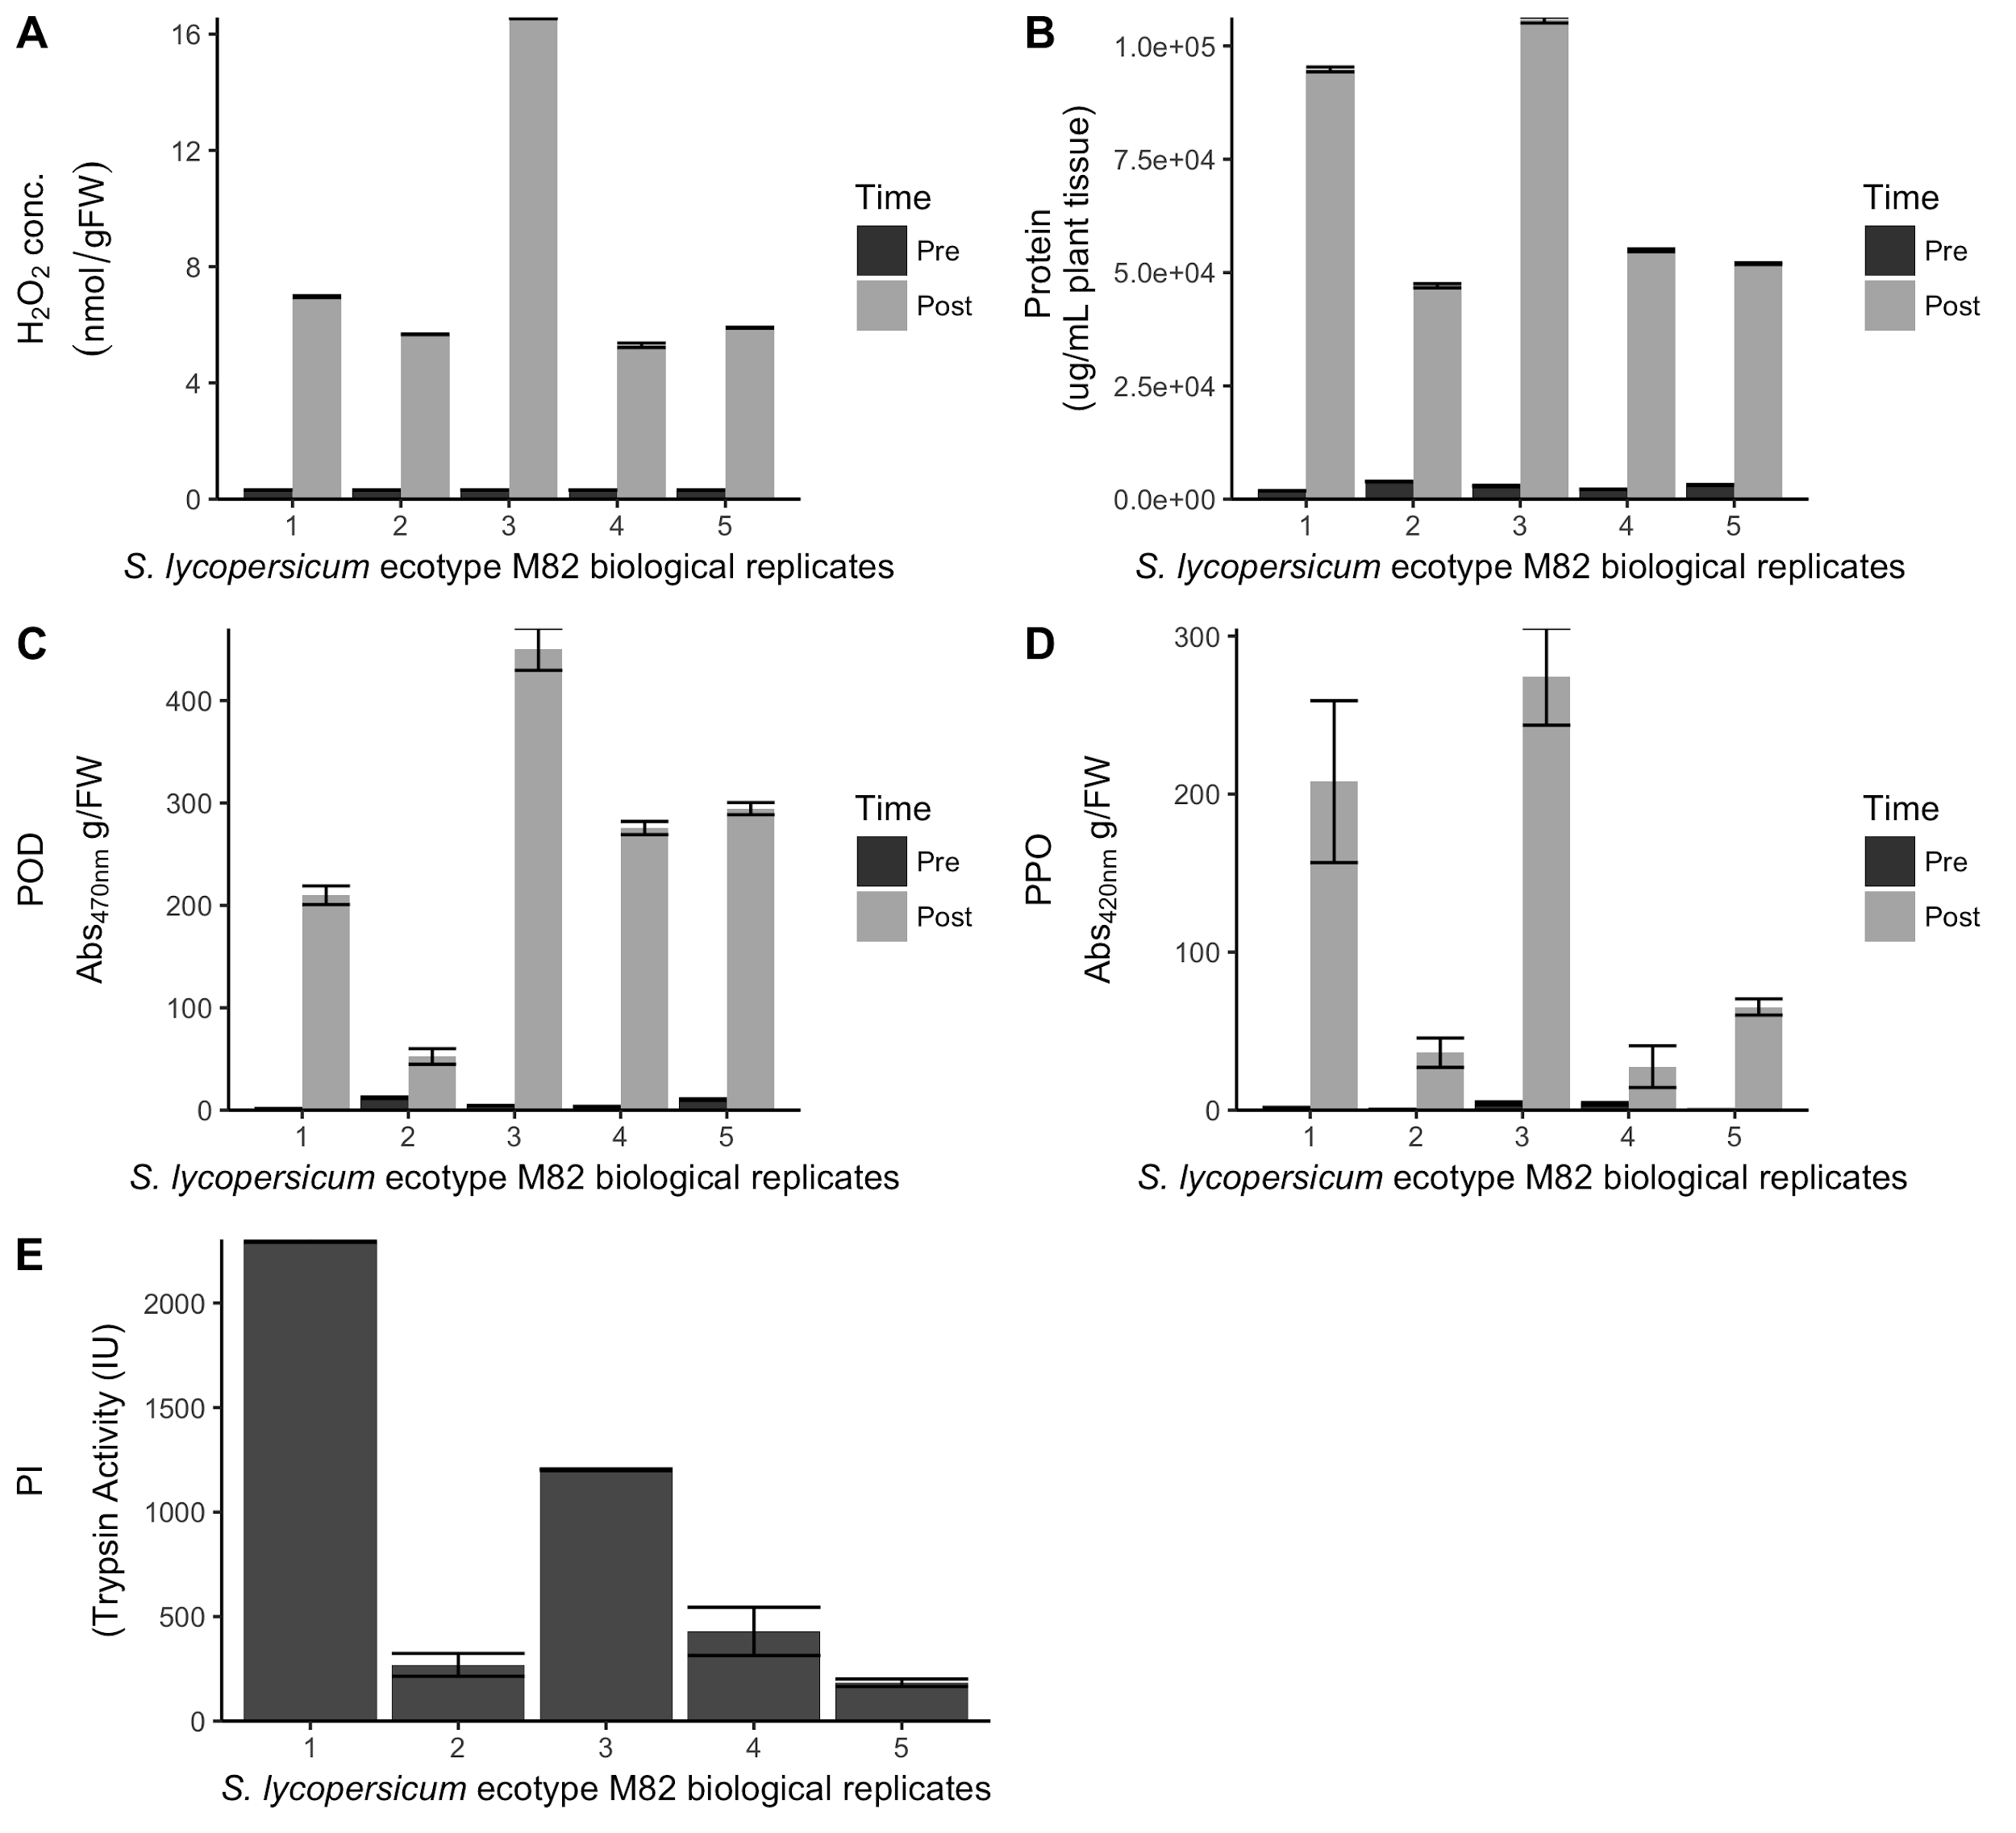 A
H2O2 conc.
(nmol/gFW)
16
12
8
4
0
1 2 3 4 5
S. lycopersicum ecotype M82 biological replicates
Time
Pre
Post
B
Protein
(ug/mL plant tissue)
1.0e+05
7.5e+04
5.0e+04
2.5e+04
0.0e+00
1 2 3 4 5
S. lycopersicum ecotype M82 biological replicates
Time
Pre
Post
C
POD
Abs470nm g/FW
400
300
200
100
0
1 2 3 4 5
S. lycopersicum ecotype M82 biological replicates
Time
Pre
Post
D
PPO
Abs420nm g/FW
300
200
100
0
1 2 3 4 5
S. lycopersicum ecotype M82 biological replicates
Time
Pre
Post
E
PI
(Trypsin Activity (IU)
2000
1500
1000
500
0
1 2 3 4 5
S. lycopersicum ecotype M82 biological replicates